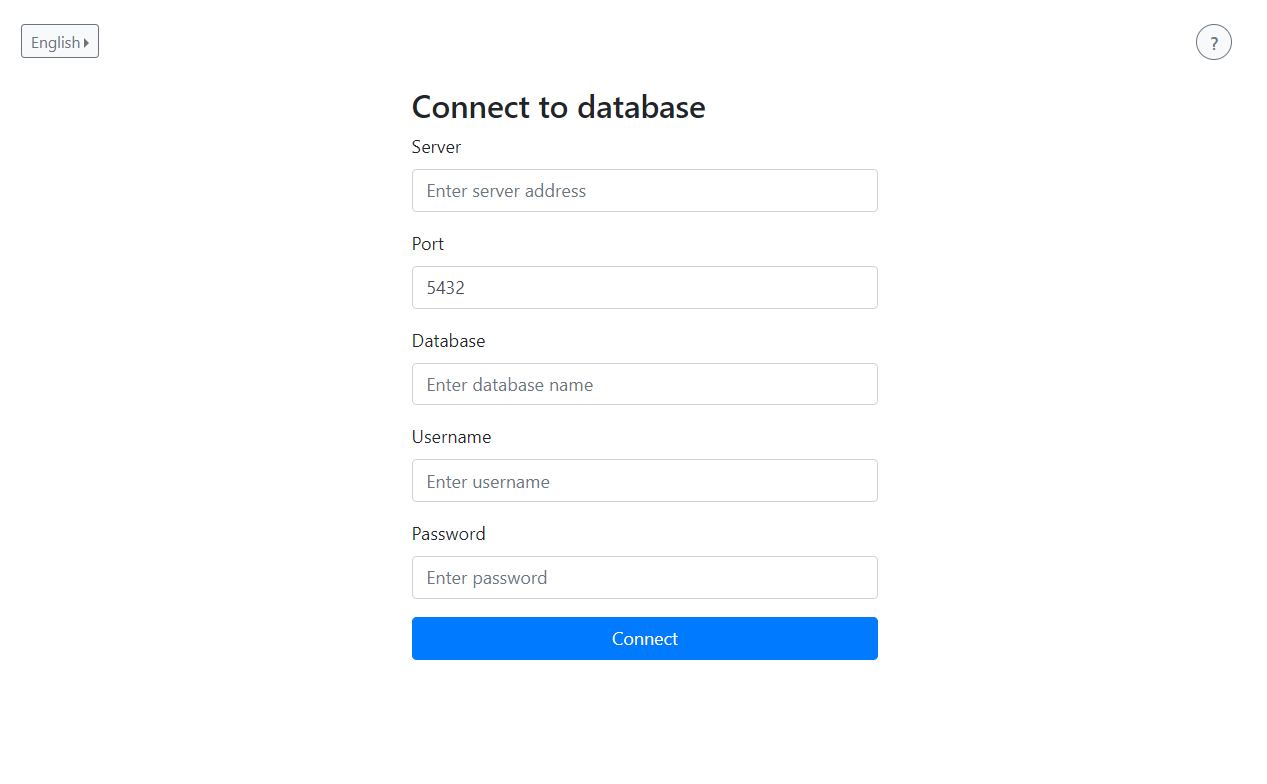 English
?
Connect to database
Server
Enter server address
Port
5432
Database
Enter database name
Username
Enter username
Password
Enter password
Connect